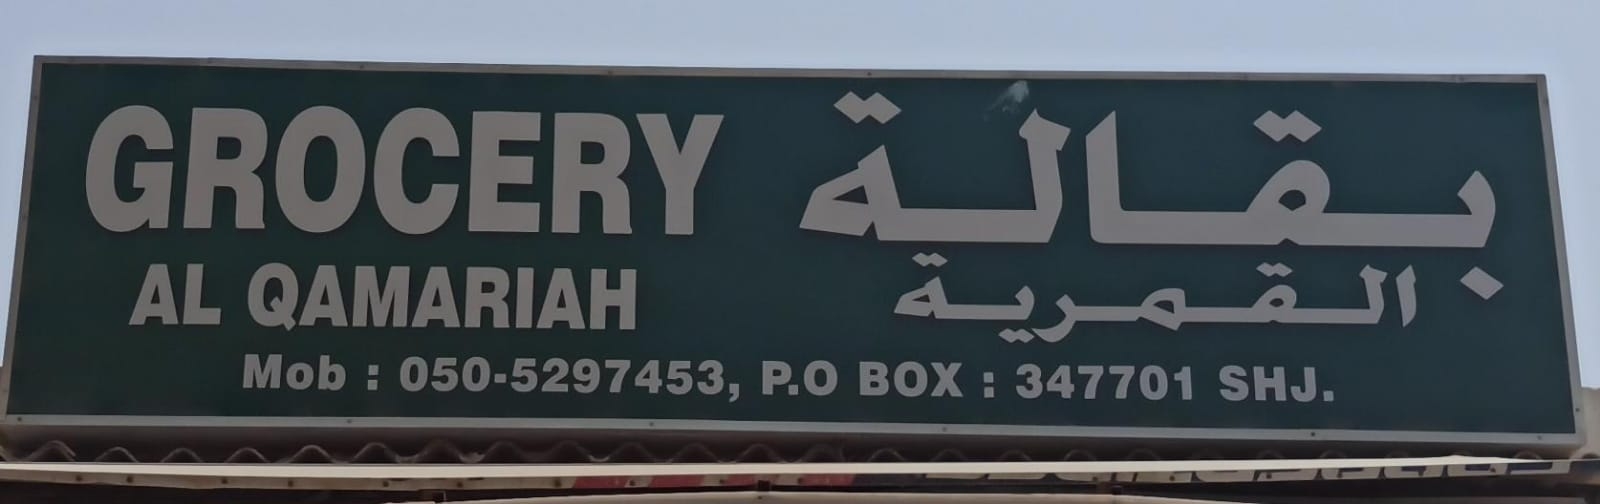 GROCERY بقالة
AL QAMARIAH القمرية
Mob : 050-5297453, P.O BOX : 347701 SHJ.